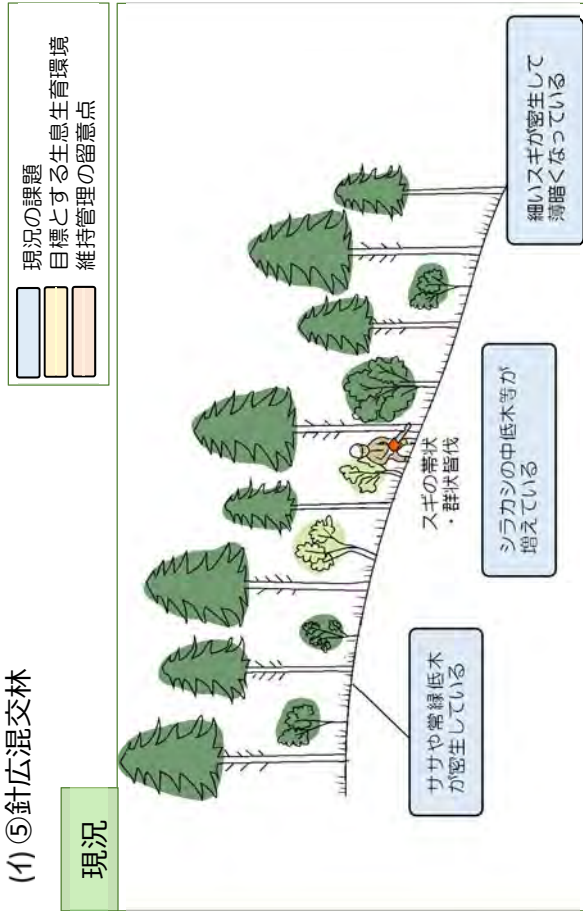 (イ) ⑤針広混交林
現況の課題
目標とする生息生育環境
維持管理の留意点
現況
ササや常緑低木
が密生している
スギの帯状
・群状皆伐
シラカシの中低木等が
増えている
細いスギが密生して
薄暗くなっている